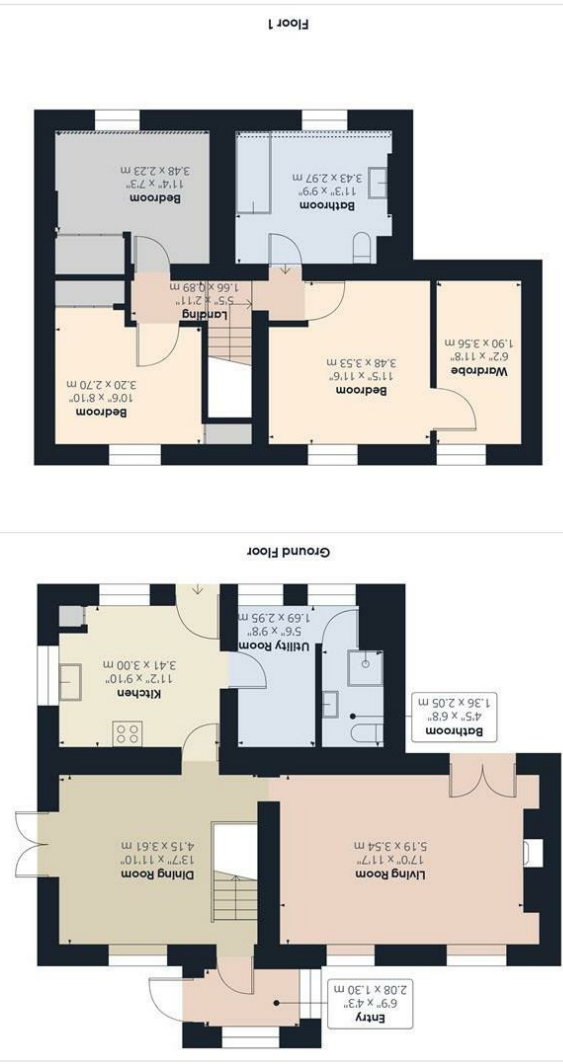 Entry
6'9" x 4'3"
2.08 x 1.30 m
Living Room
17'0" x 11'7"
5.19 x 3.54 m
Dining Room
13'7" x 11'10"
4.15 x 3.61 m
Bathroom
4'5" x 6'8"
1.36 x 2.05 m
Kitchen
11'2" x 9'10"
3.41 x 3.00 m
Utility Room
5'6" x 9'8"
1.69 x 2.95 m
Ground Floor
Wardrobe
6'2" x 11'8"
1.90 x 3.56 m
Bedroom
11'5" x 11'6"
3.48 x 3.53 m
Bedroom
10'6" x 8'10"
3.20 x 2.70 m
Landing
5'5" x 2'11"
1.66 x 0.89 m
Bathroom
11'3" x 9'9"
3.43 x 2.97 m
Bedroom
11'4" x 7'3"
3.48 x 2.23 m
Floor 1